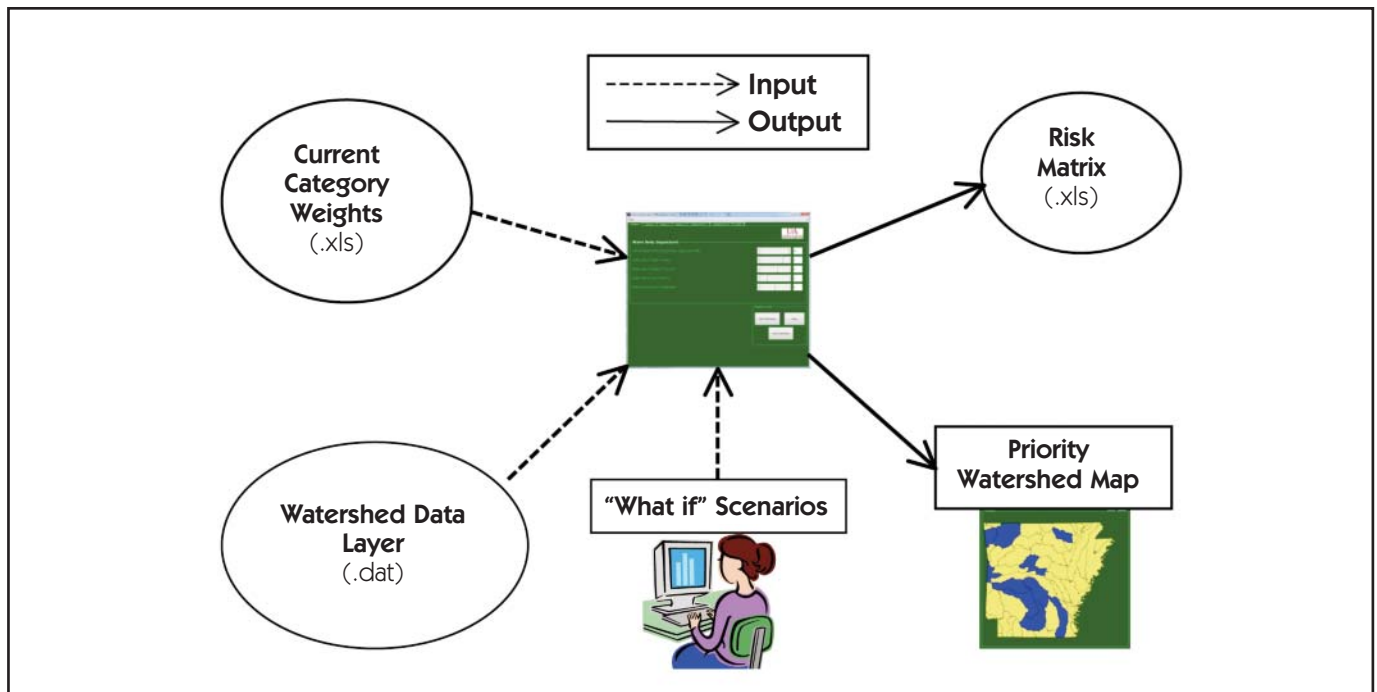 Input
Output
Current
Category
Weights
(.xls)
Risk
Matrix
(.xls)
Watershed Data
Layer
(.dat)
“What if” Scenarios
Priority
Watershed Map